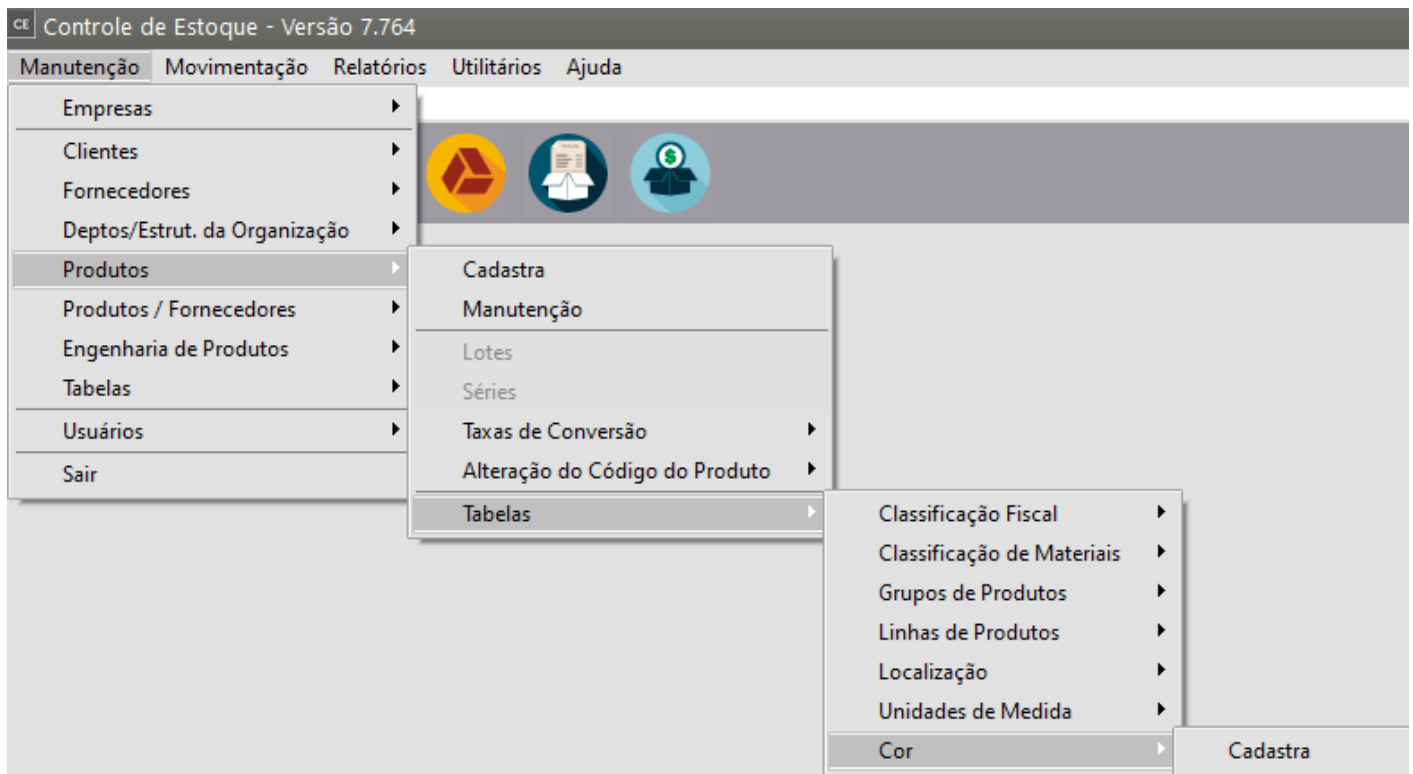 CE Controle de Estoque - Versão 7.764
Manutenção Movimentação Relatórios Utilitários Ajuda
Empresas
Clientes
Fornecedores
Deptos/Estrut. da Organização
Produtos
Produtos / Fornecedores
Engenharia de Produtos
Tabelas
Usuários
Sair
Cadastra
Manutenção
Lotes
Séries
Taxas de Conversão
Alteração do Código do Produto
Tabelas
Classificação Fiscal
Classificação de Materiais
Grupos de Produtos
Linhas de Produtos
Localização
Unidades de Medida
Cor
Cadastra